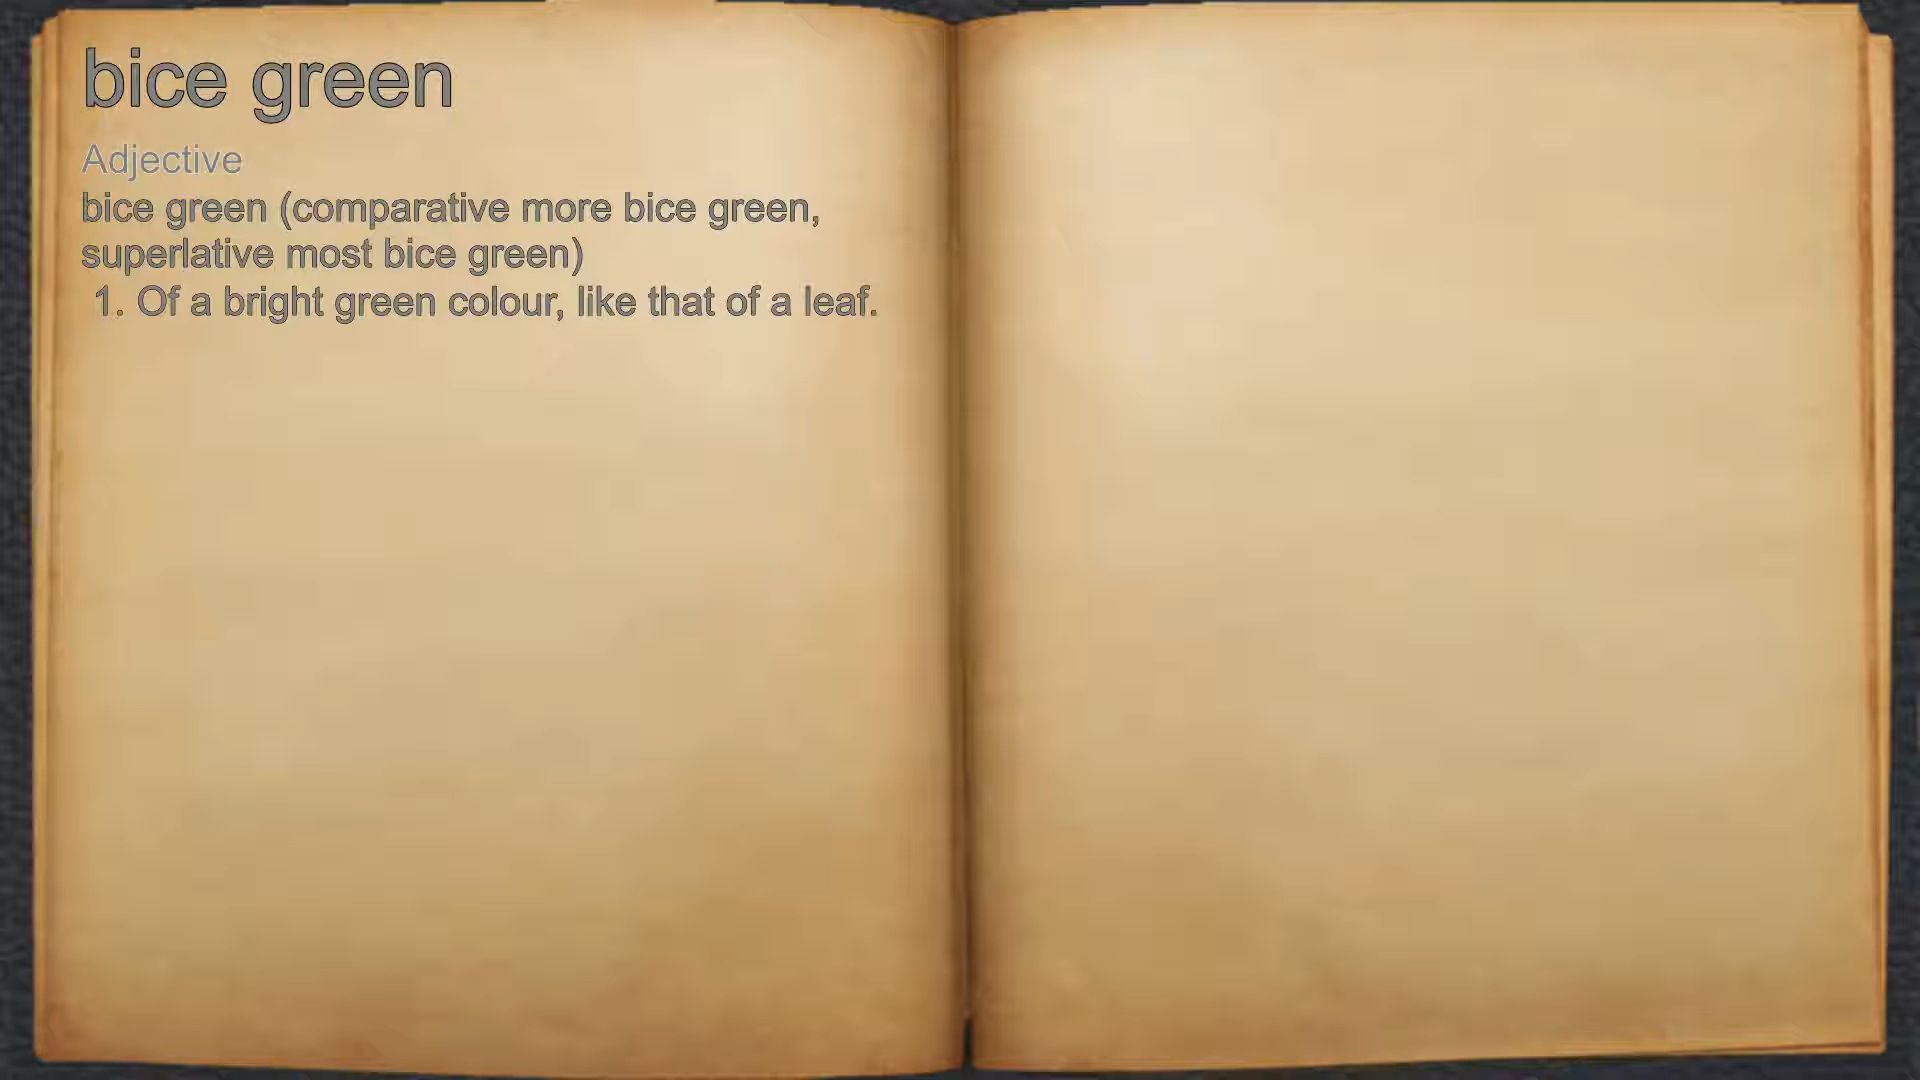 bice green
Adjective
bice green (comparative more bice green,
superlative most bice green)
1. Of a bright green colour, like that of a leaf.